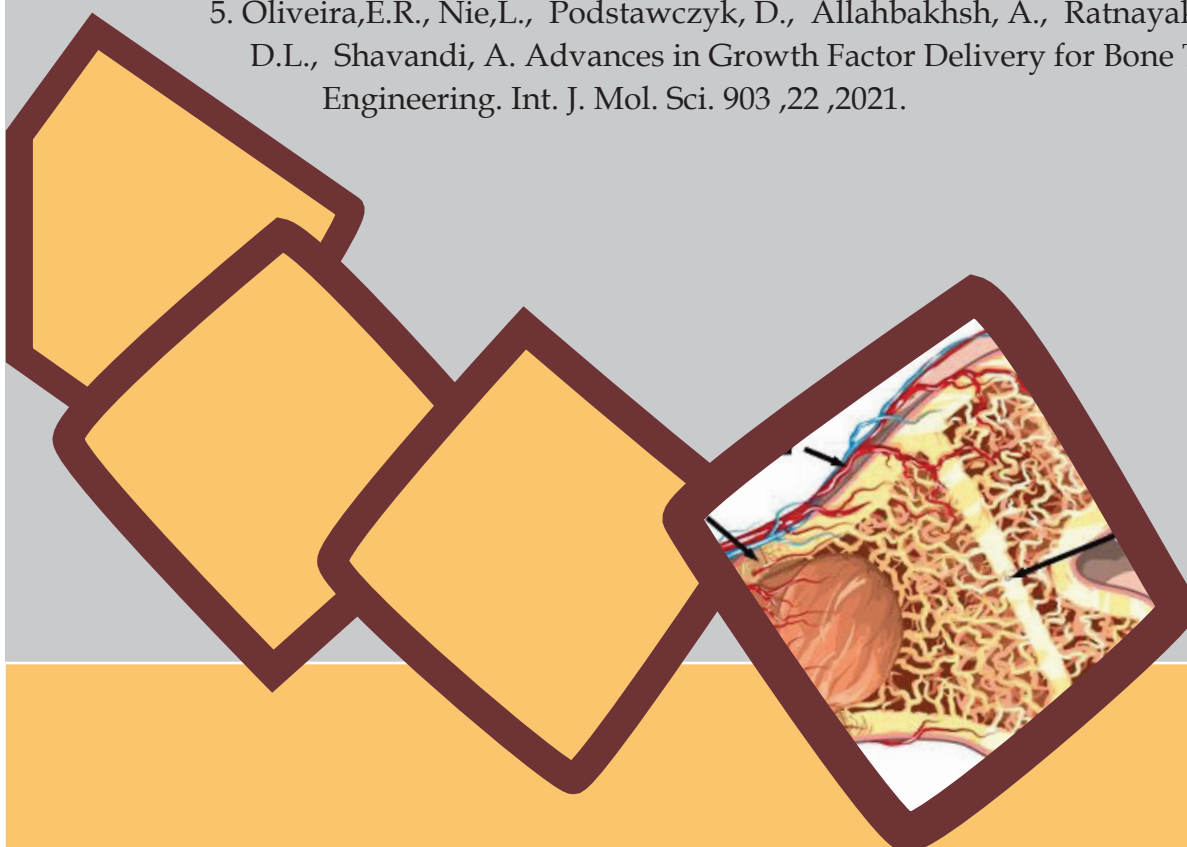 5. Oliveira,E.R., Nie,L., Podstawczyk, D., Allahbakhsh, A.,
D.L., Shavandi, A. Advances in Growth Factor Delivery for Bone
Engineering. Int. J. Mol. Sci. 903 ,22 ,2021.